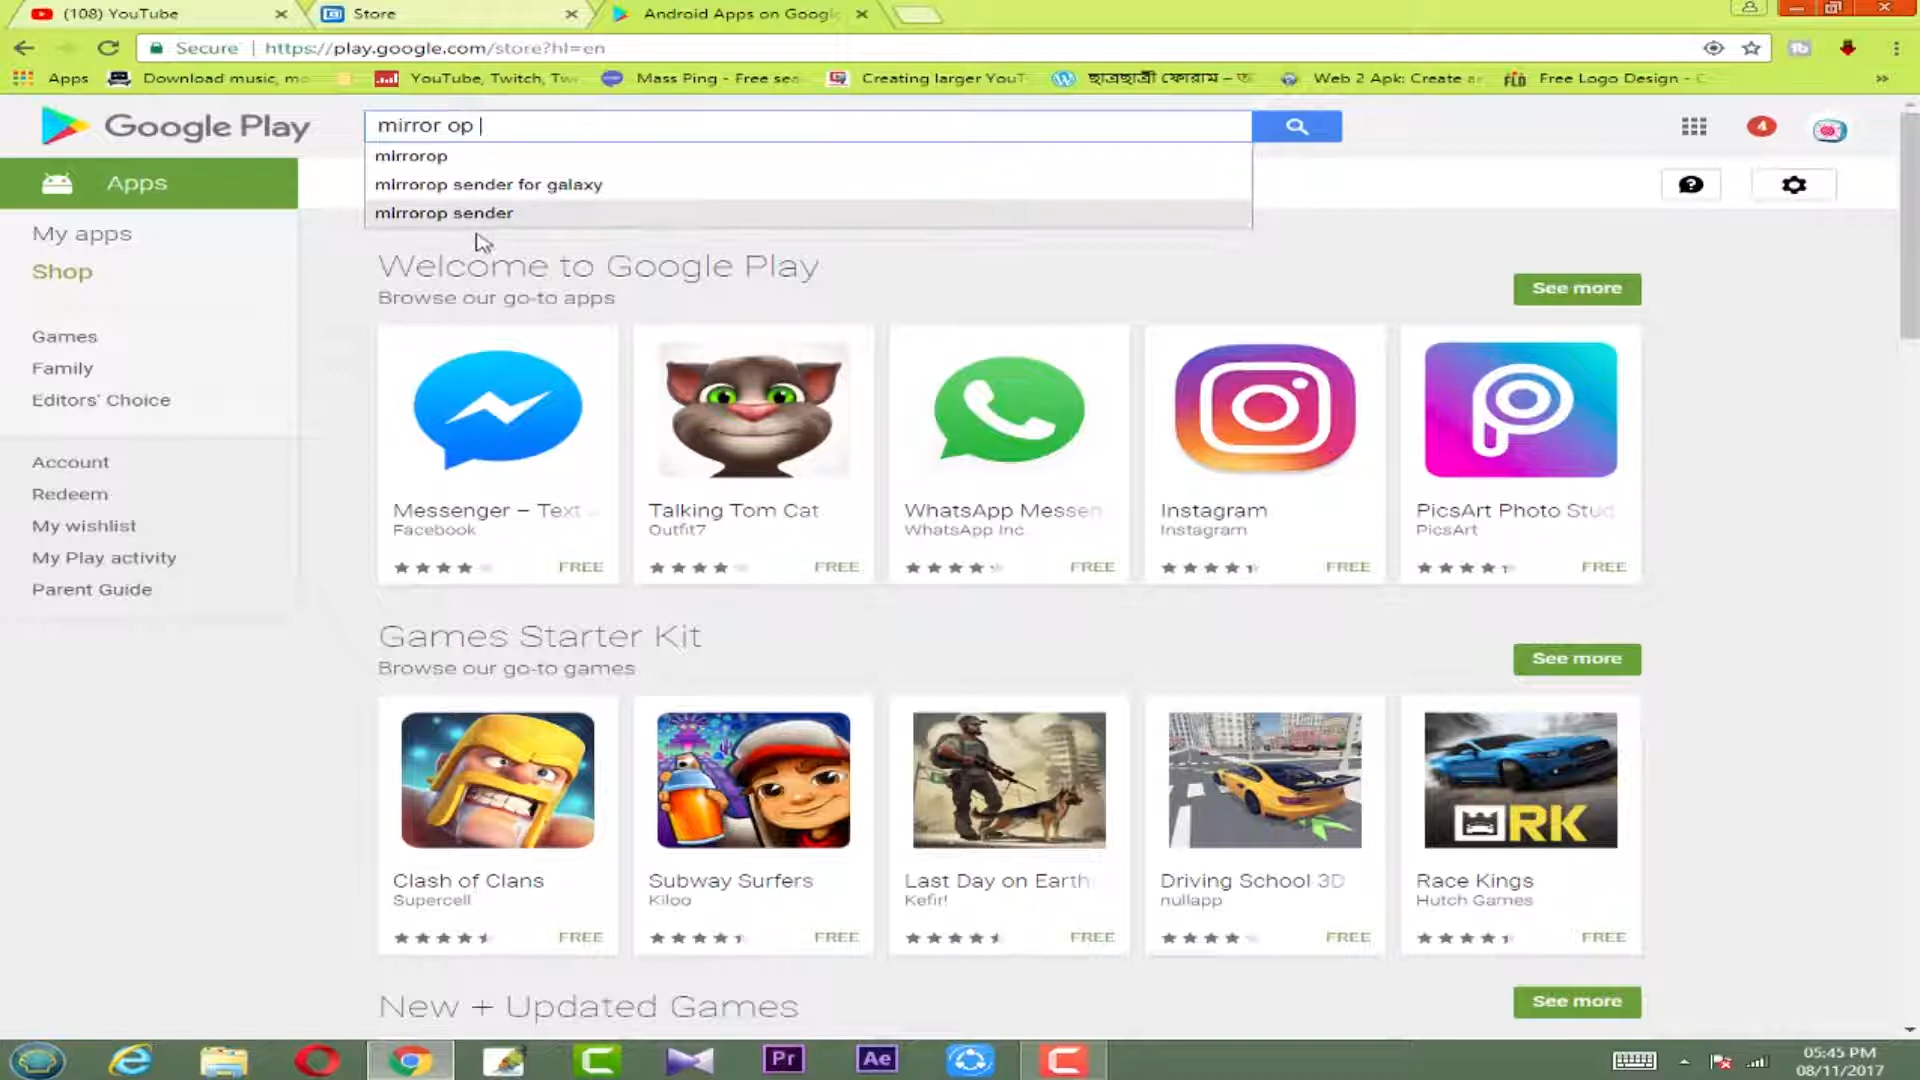 (108) YouTube
Store
Android Apps on Googl
Secure | https://play.google.com/store?hl=en
Apps
Download music, mo
YouTube, Twitch, Tw
Mass Ping - Free sea
Creating larger YouT
ছাত্রছাত্রী ফোরাম –
Web 2 Apk: Create a
Free Logo Design - C
Google Play
mirror op
4
mirrorop
mirrorop sender for galaxy
mirrorop sender
Apps
My apps
Shop
Games
Family
Editors' Choice
Account
Redeem
My wishlist
My Play activity
Parent Guide
Welcome to Google Play
Browse our go-to apps
See more
Messenger – Text
Facebook
FREE
Talking Tom Cat
Outfit7
FREE
WhatsApp Messen
WhatsApp Inc.
FREE
Instagram
Instagram
FREE
PicsArt Photo Stud
PicsArt
FREE
Games Starter Kit
Browse our go-to games
See more
RK
Clash of Clans
Supercell
FREE
Subway Surfers
Kiloo
FREE
Last Day on Earth
Kefir!
FREE
Driving School 3D
nullapp
FREE
Race Kings
Hutch Games
FREE
New + Updated Games
See more
Pr
Ae
05:45 PM
08/11/2017